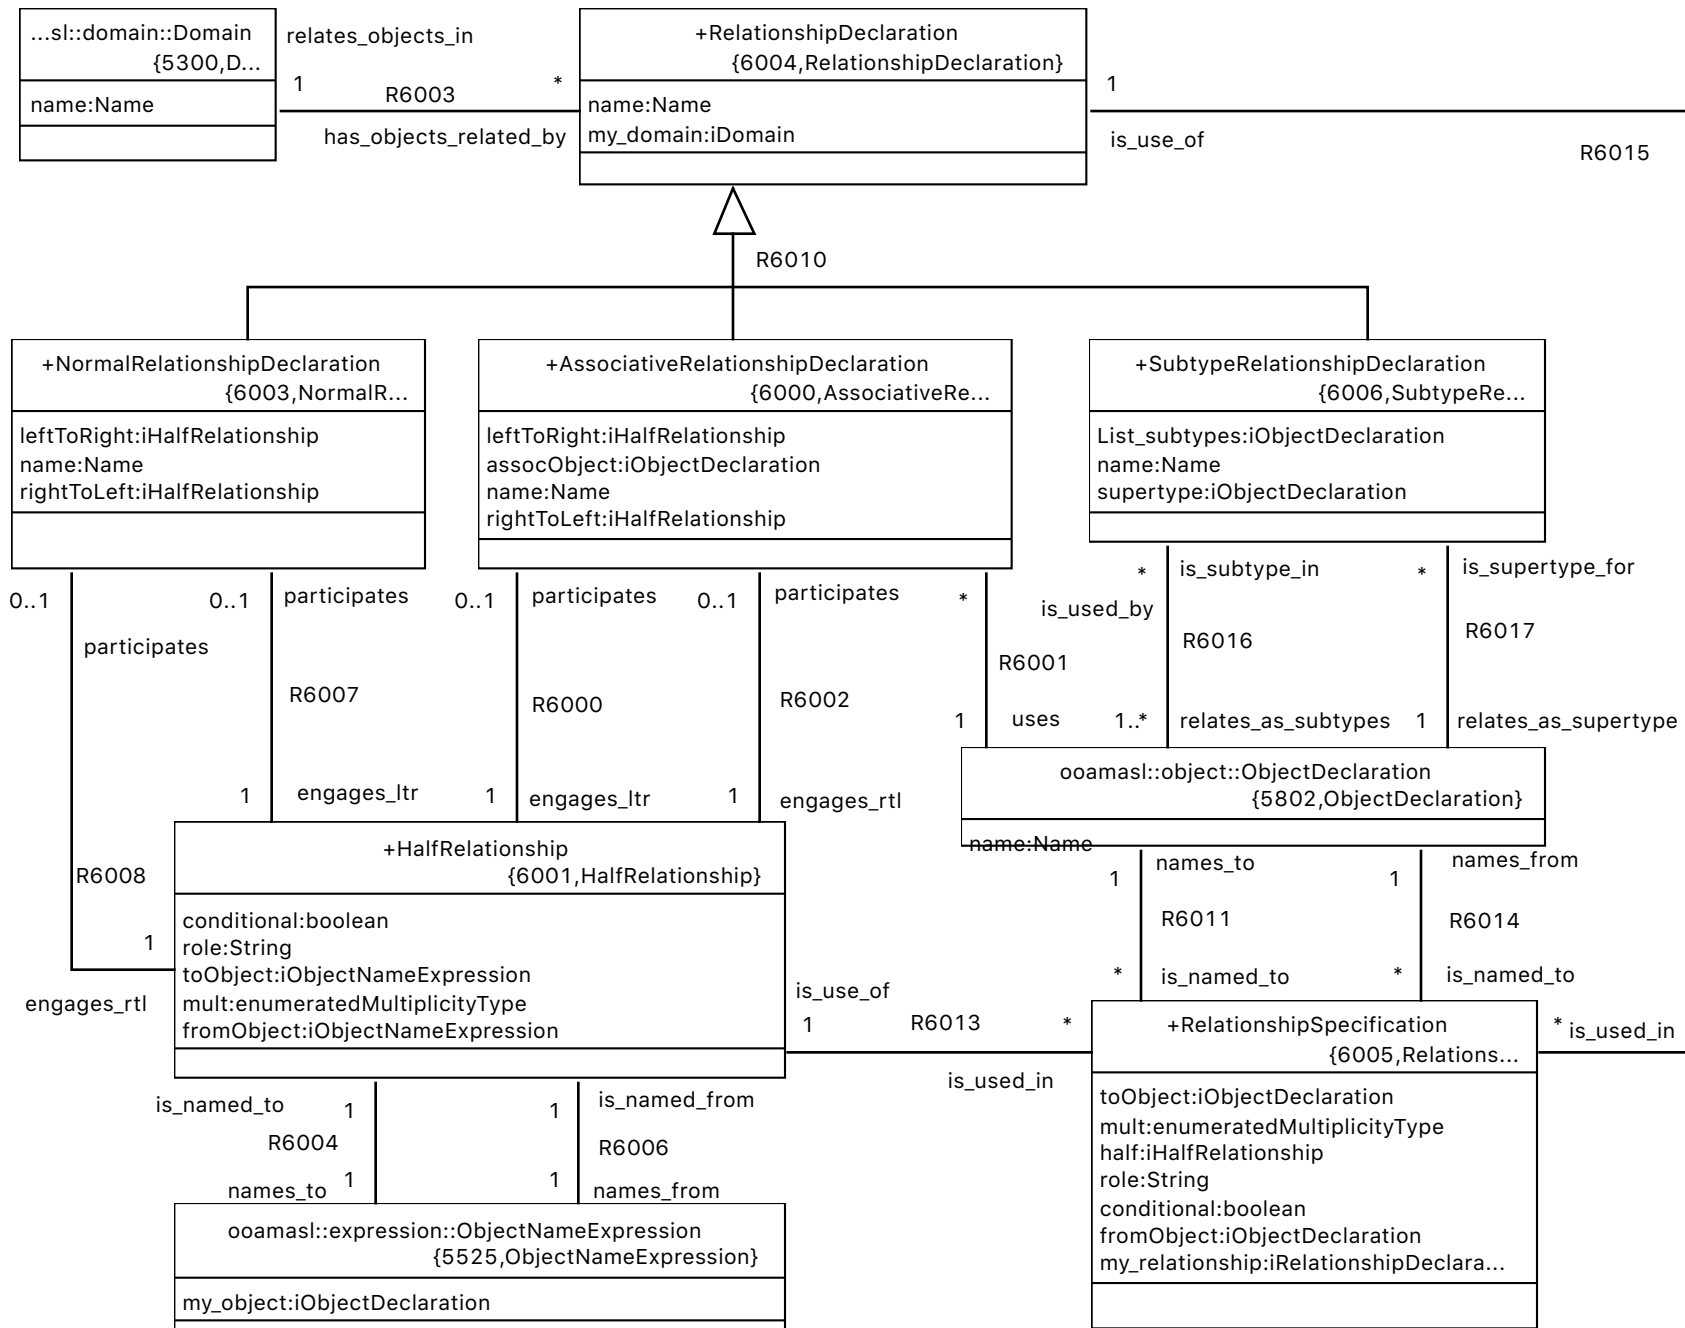 ...sl::domain::Domain
{5300,D...
name:Name
relates_objects_in
1
R6003
*
has_objects_related_by
+RelationshipDeclaration
{6004,RelationshipDeclaration}
name:Name
my_domain:iDomain
1
is_use_of
R6015
R6010
+NormalRelationshipDeclaration
{6003,NormalR...
leftToRight:iHalfRelationship
name:Name
rightToLeft:iHalfRelationship
+AssociativeRelationshipDeclaration
{6000,AssociativeRe...
leftToRight:iHalfRelationship
assocObject:iObjectDeclaration
name:Name
rightToLeft:iHalfRelationship
+SubtypeRelationshipDeclaration
{6006,SubtypeRe...
List_subtypes:iObjectDeclaration
name:Name
supertype:iObjectDeclaration
0..1
participates
R6008
1
engages_rtl
0..1
participates
R6007
1
engages_ltr
0..1
participates
R6000
1
engages_ltr
0..1
participates
R6002
1
engages_rtl
*
is_used_by
R6001
1
uses
*
is_subtype_in
R6016
1..*
relates_as_subtypes
*
is_supertype_for
R6017
1
relates_as_supertype
ooamasl::object::ObjectDeclaration
{5802,ObjectDeclaration}
name:Name
+HalfRelationship
{6001,HalfRelationship}
conditional:boolean
role:String
toObject:iObjectNameExpression
mult:enumeratedMultiplicityType
fromObject:iObjectNameExpression
1
names_to
R6011
*
is_named_to
1
names_from
R6014
*
is_named_to
is_use_of
1
R6013
*
is_used_in
+RelationshipSpecification
{6005,Relations...
toObject:iObjectDeclaration
mult:enumeratedMultiplicityType
half:iHalfRelationship
role:String
conditional:boolean
fromObject:iObjectDeclaration
my_relationship:iRelationshipDeclara...
*
is_used_in
is_named_to
1
R6004
names_to
1
1
is_named_from
R6006
1
names_from
ooamasl::expression::ObjectNameExpression
{5525,ObjectNameExpression}
my_object:iObjectDeclaration